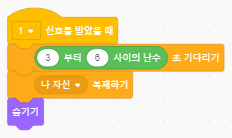 1 신호를 받았을 때
3 부터 6 사이의 난수 초 기다리기
나 자신 복제하기
숨기기